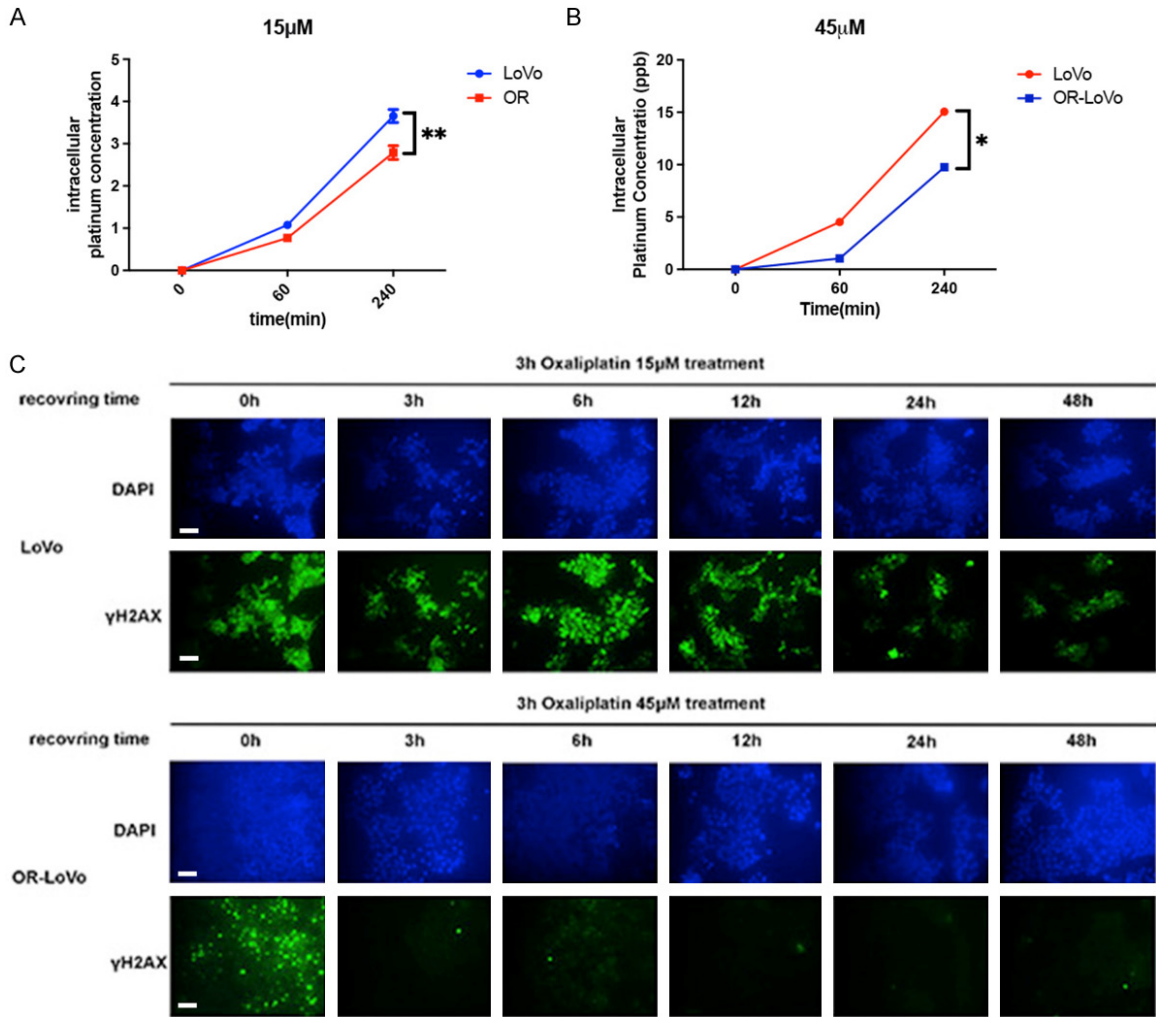 A
15µM
intracellular
platinum concentration
5
4
3
2
1
0
0
60
240
time(min)
LoVo
OR
**
B
45µM
Intracellular
Platinum Concentratio (ppb)
20
15
10
5
0
0
60
240
Time(min)
LoVo
OR-LoVo
*
C
3h Oxaliplatin 15µM treatment
recovring time 0h 3h 6h 12h 24h 48h
DAPI
LoVo
γH2AX
3h Oxaliplatin 45µM treatment
recovring time 0h 3h 6h 12h 24h 48h
DAPI
OR-LoVo
γH2AX